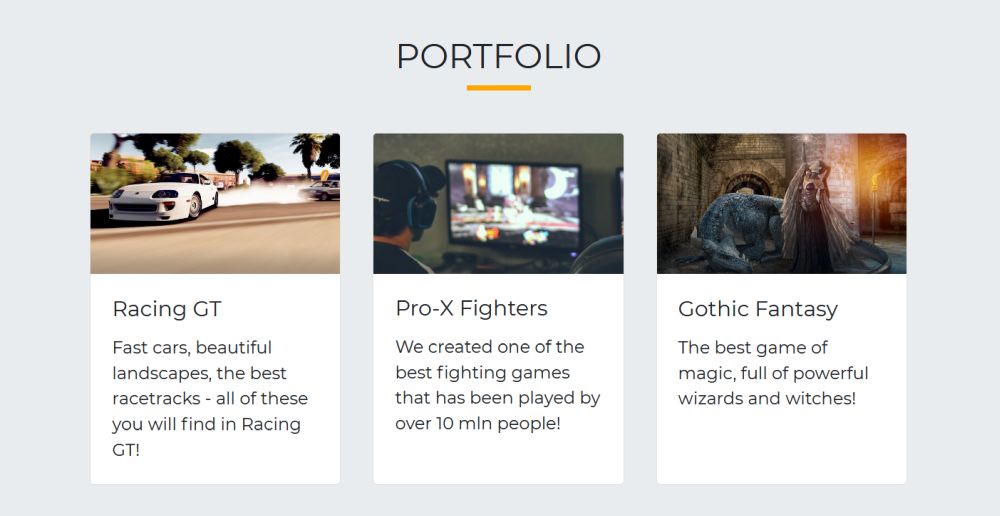 PORTFOLIO
Racing GT
Fast cars, beautiful
landscapes, the best
racetracks - all of these
you will find in Racing
GT!
Pro-X Fighters
We created one of the
best fighting games
that has been played by
over 10 mln people!
Gothic Fantasy
The best game of
magic, full of powerful
wizards and witches!